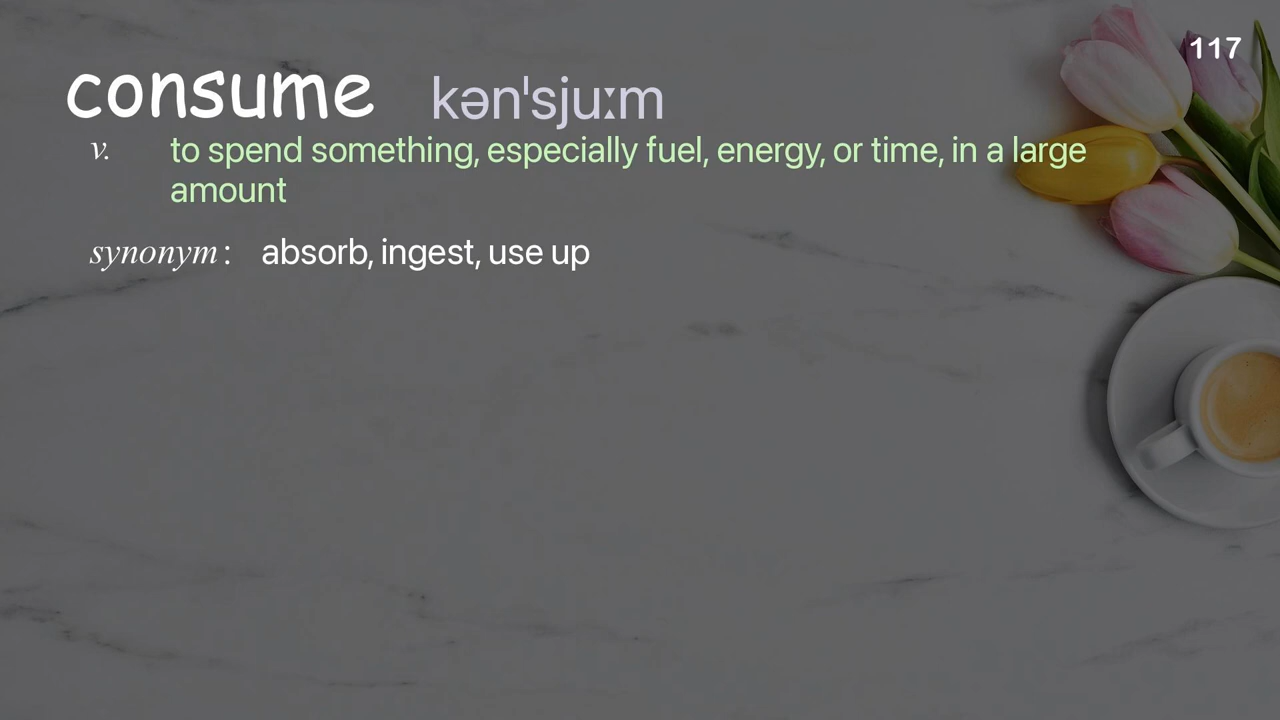 117
consume kən'sjuːm
v. to spend something, especially fuel, energy, or time, in a large
amount
synonym : absorb, ingest, use up